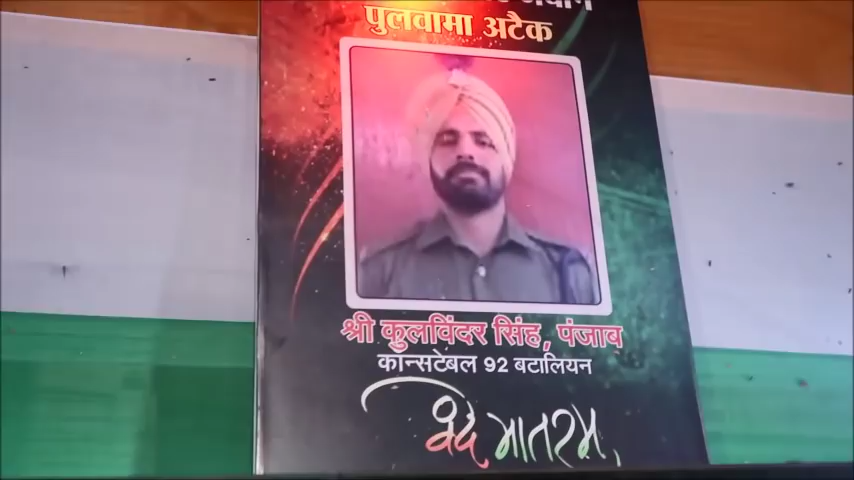 पुलवामा अटैक
श्री कुलविंदर सिंह, पंजाब
कान्सटेबल 92 बटालियन
वंदे मातरम्